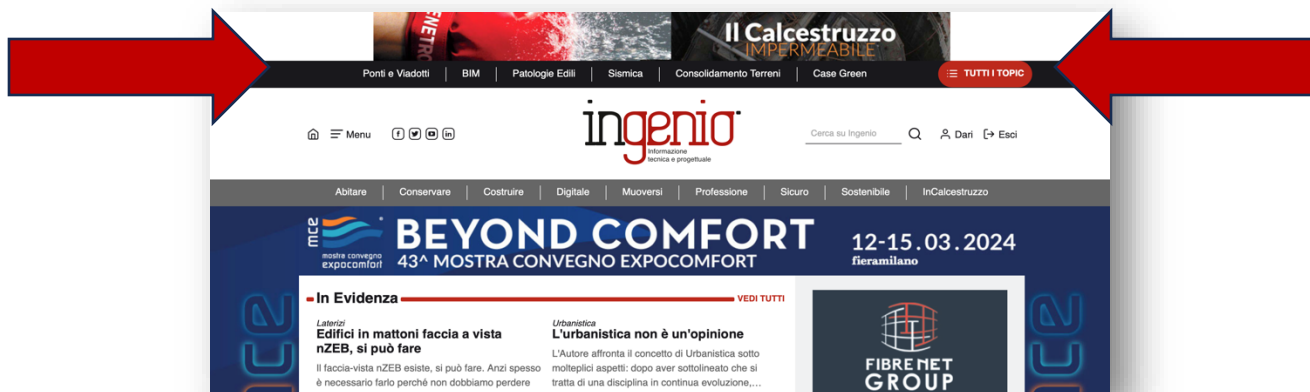 NETRO
Il Calcestruzzo
IMPERMEABILE
Ponti e Viadotti | BIM | Patologie Edili | Sismica | Consolidamento Terreni | Case Green
TUTTI I TOPIC
Menu
ingenio
Informazione
tecnica e progettuale
Cerca su Ingenio
Dari
Esci
Abitare | Conservare | Costruire | Digitale | Muoversi | Professione | Sicuro | Sostenibile | InCalcestruzzo
mce
mostra convegno
expocomfort
BEYOND COMFORT
43^ MOSTRA CONVEGNO EXPOCOMFORT
12-15.03.2024
fieramilano
In Evidenza
VEDI TUTTI
Laterizi
Edifici in mattoni faccia a vista
nZEB, si può fare
Il faccia-vista nZEB esiste, si può fare. Anzi spesso
è necessario farlo perchè non dobbiamo perdere
Urbanistica
L'urbanistica non è un'opinione
L'Autore affronta il concetto di Urbanistica sotto
molteplici aspetti: dopo aver sottolineato che si
tratta di una disciplina in continua evoluzione,…
FIBRE NET
GROUP